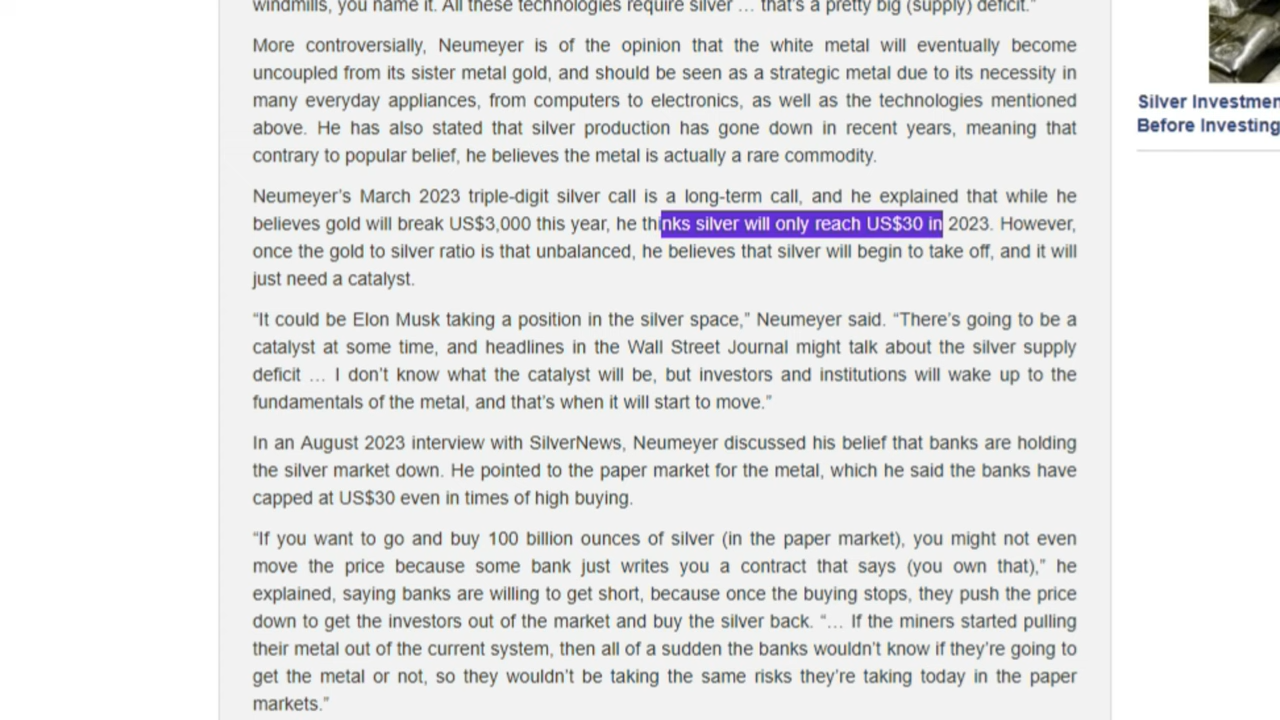 windmills, you name it. All these technologies require silver … that's a pretty big (supply) deficit.”
More controversially, Neumeyer is of the opinion that the white metal will eventually become
uncoupled from its sister metal gold, and should be seen as a strategic metal due to its necessity in
many everyday appliances, from computers to electronics, as well as the technologies mentioned
above. He has also stated that silver production has gone down in recent years, meaning that
contrary to popular belief, he believes the metal is actually a rare commodity.
Neumeyer’s March 2023 triple-digit silver call is a long-term call, and he explained that while he
believes gold will break US$3,000 this year, he thinks silver will only reach US$30 in 2023. However,
once the gold to silver ratio is that unbalanced, he believes that silver will begin to take off, and it will
just need a catalyst.
“It could be Elon Musk taking a position in the silver space,” Neumeyer said. “There’s going to be a
catalyst at some time, and headlines in the Wall Street Journal might talk about the silver supply
deficit … I don’t know what the catalyst will be, but investors and institutions will wake up to the
fundamentals of the metal, and that’s when it will start to move.”
In an August 2023 interview with SilverNews, Neumeyer discussed his belief that banks are holding
the silver market down. He pointed to the paper market for the metal, which he said the banks have
capped at US$30 even in times of high buying.
“If you want to go and buy 100 billion ounces of silver (in the paper market), you might not even
move the price because some bank just writes you a contract that says (you own that),” he
explained, saying banks are willing to get short, because once the buying stops, they push the price
down to get the investors out of the market and buy the silver back. “… If the miners started pulling
their metal out of the current system, then all of a sudden the banks wouldn’t know if they’re going to
get the metal or not, so they wouldn’t be taking the same risks they’re taking today in the paper
markets.”
Silver Investmen
Before Investing